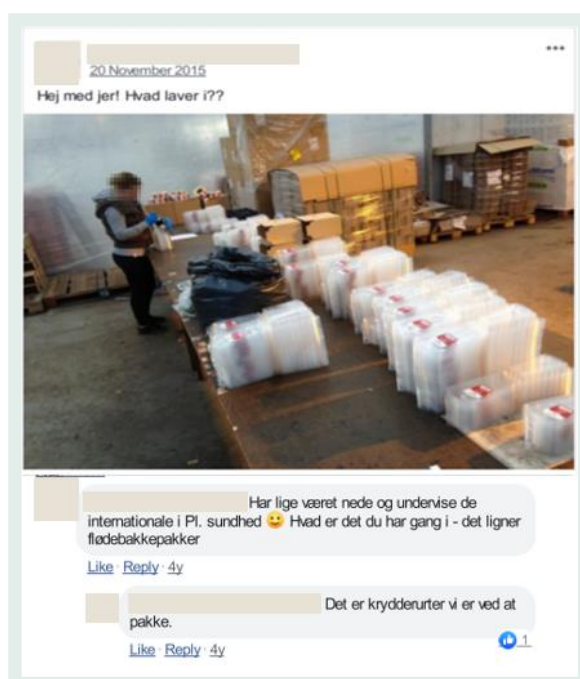 20 November 2015
Hej med jer! Hvad laver i??
Har lige været nede og undervise de
internationale i Pl. sundhed 😀 Hvad er det du har gang i - det ligner
flødebakkepakker
Like · Reply · 4y
Det er krydderurter vi er ved at
pakke.
1
Like · Reply · 4y